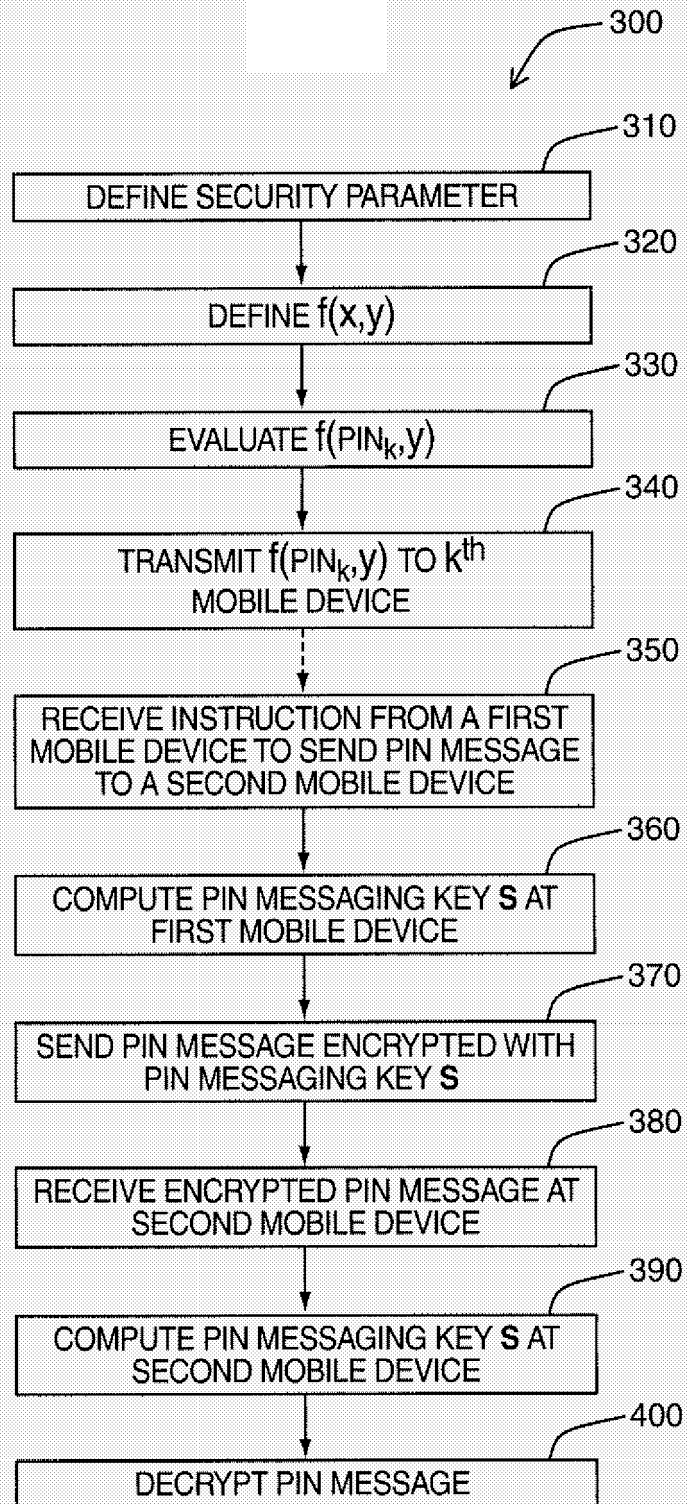 300
310
DEFINE SECURITY PARAMETER
320
DEFINE f(x,y)
330
EVALUATE f(PINk,y)
340
TRANSMIT f(PINk,y) TO kth
MOBILE DEVICE
350
RECEIVE INSTRUCTION FROM A FIRST
MOBILE DEVICE TO SEND PIN MESSAGE
TO A SECOND MOBILE DEVICE
360
COMPUTE PIN MESSAGING KEY S AT
FIRST MOBILE DEVICE
370
SEND PIN MESSAGE ENCRYPTED WITH
PIN MESSAGING KEY S
380
RECEIVE ENCRYPTED PIN MESSAGE AT
SECOND MOBILE DEVICE
390
COMPUTE PIN MESSAGING KEY S AT
SECOND MOBILE DEVICE
400
DECRYPT PIN MESSAGE